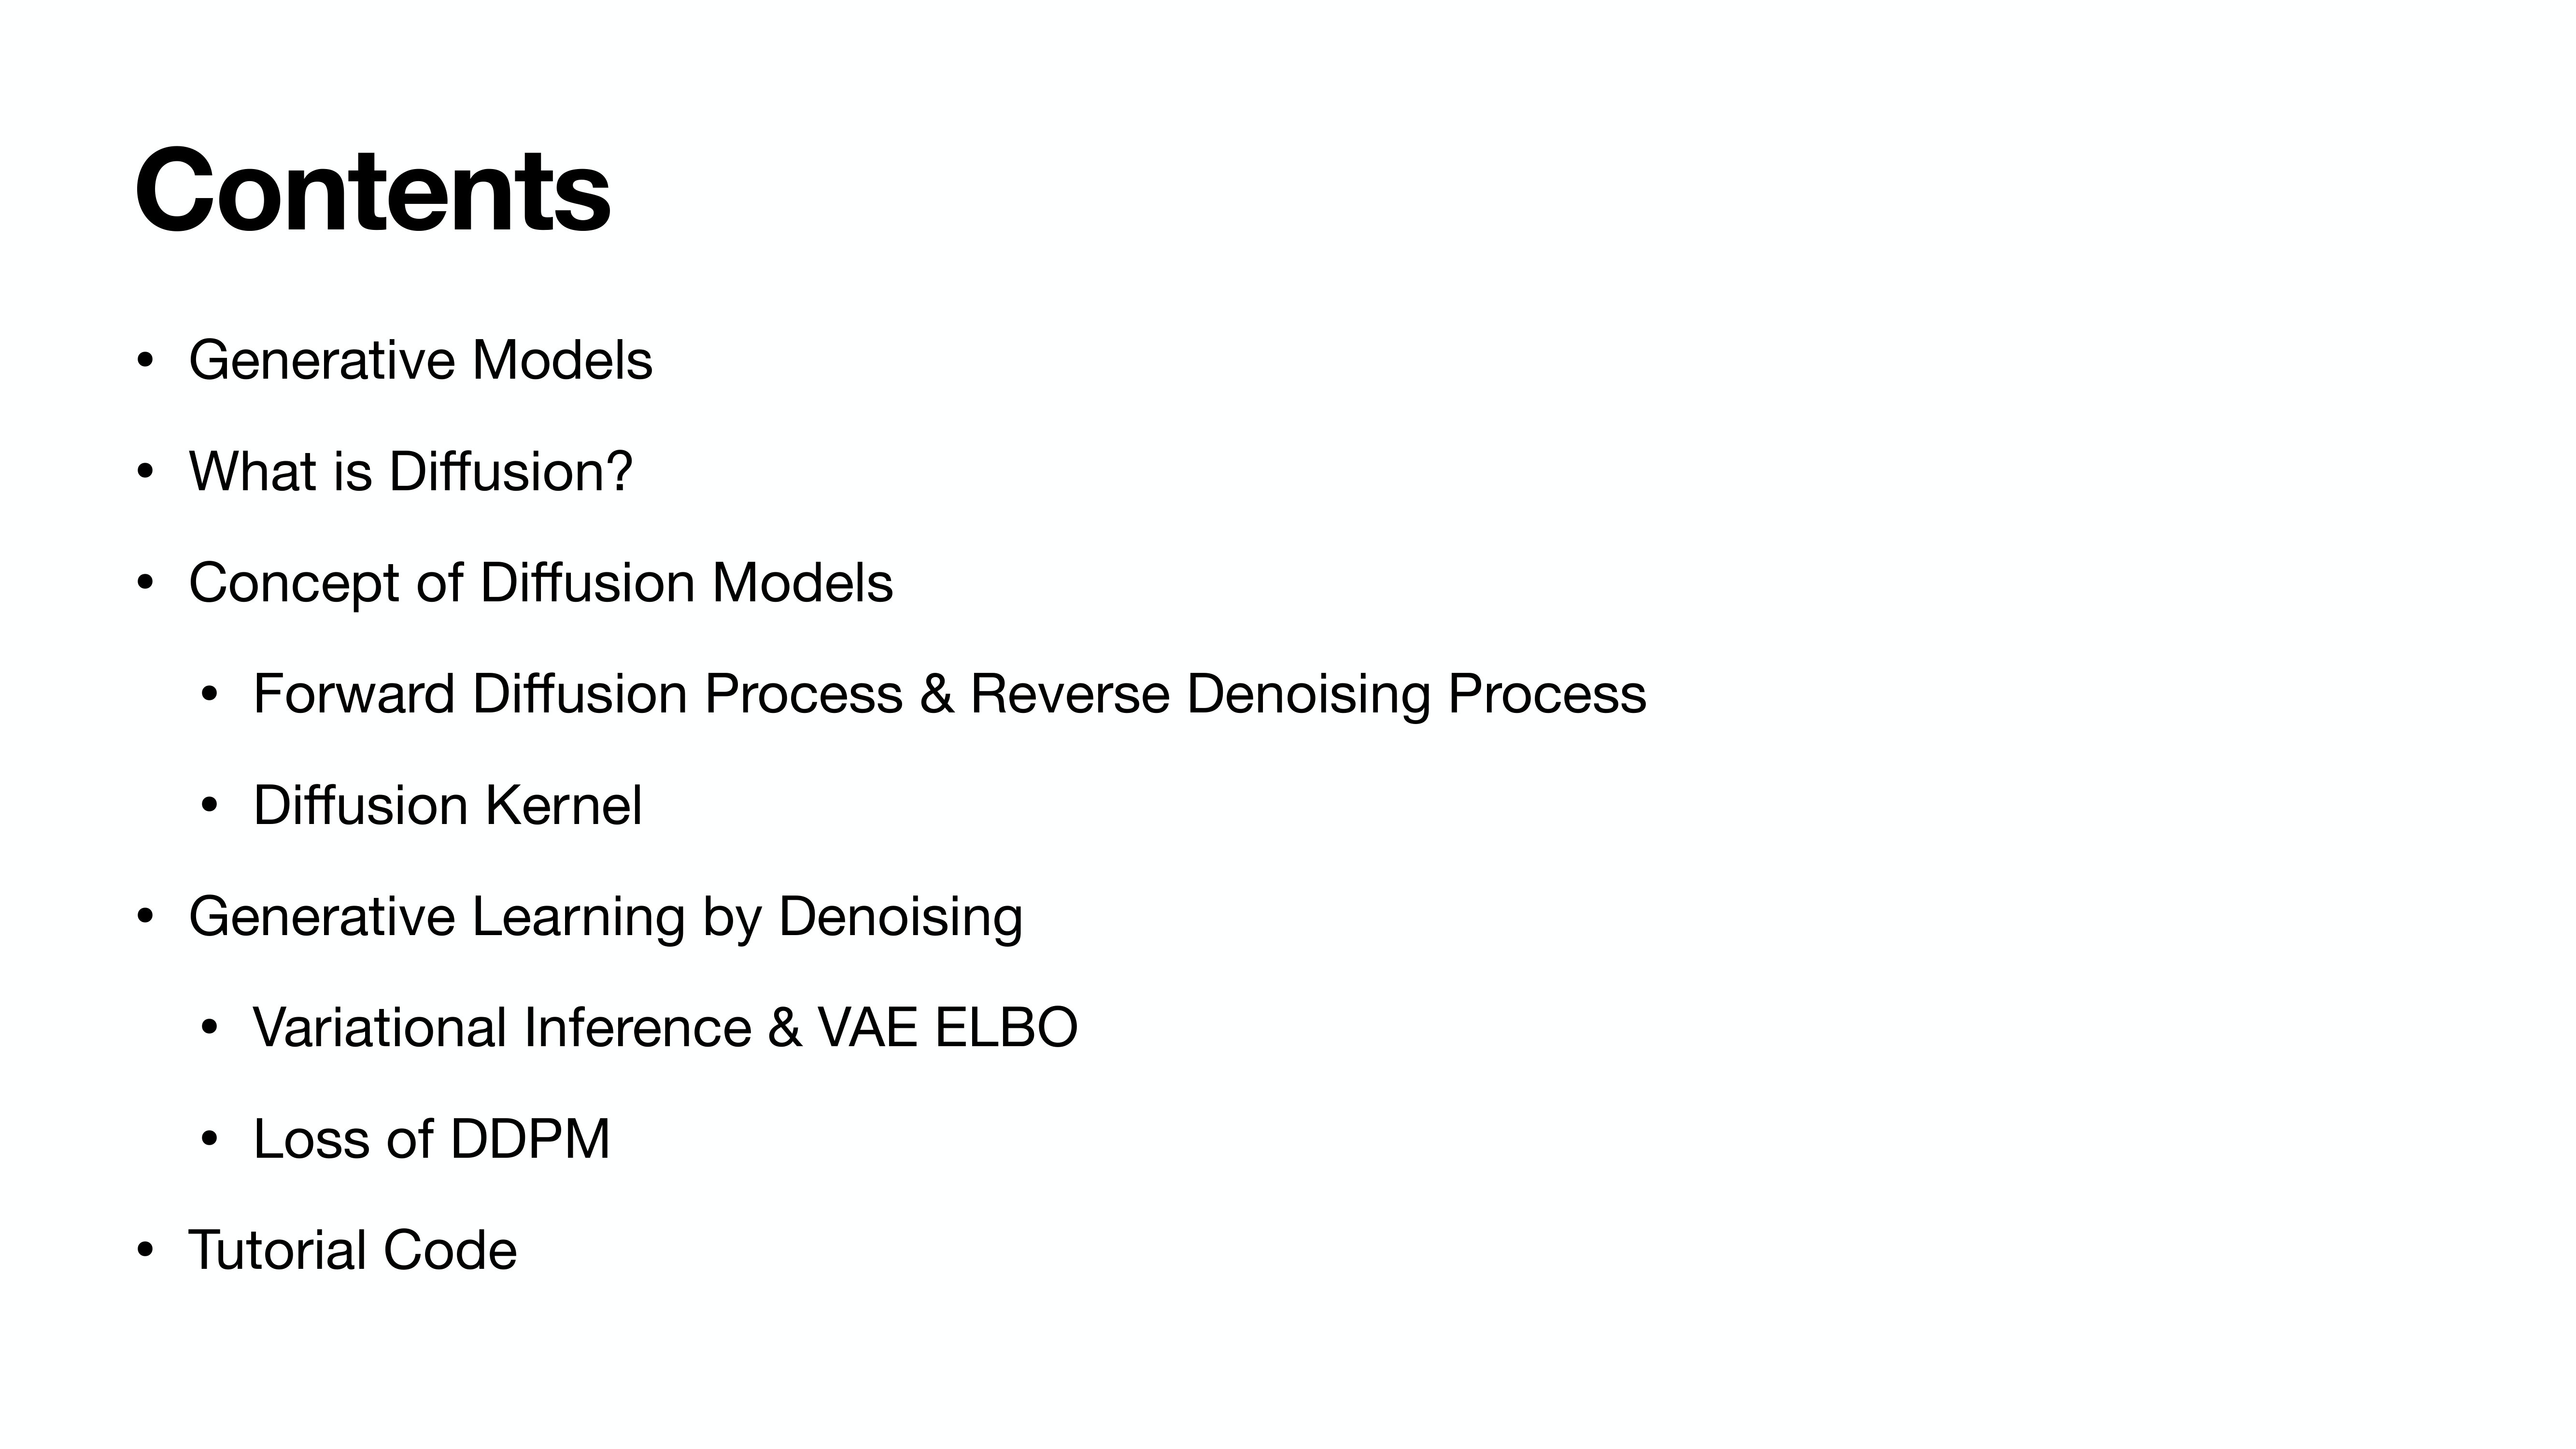 Contents
• Generative Models
• What is Diffusion?
• Concept of Diffusion Models
• Forward Diffusion Process & Reverse Denoising Process
• Diffusion Kernel
• Generative Learning by Denoising
• Variational Inference & VAE ELBO
• Loss of DDPM
• Tutorial Code